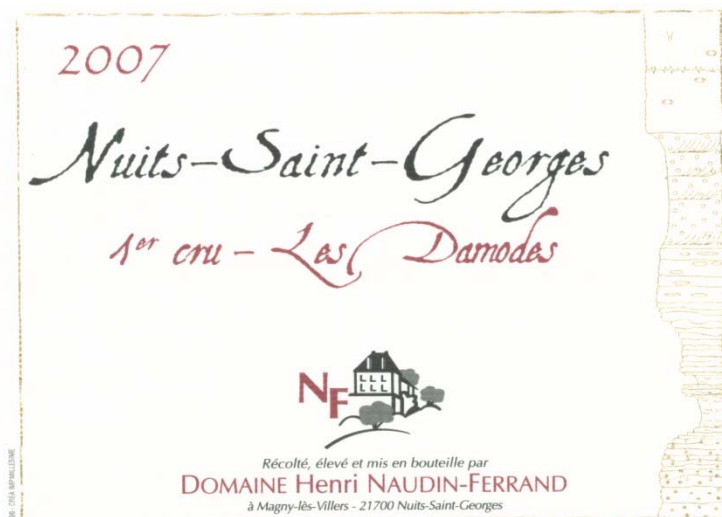 2007
Nuits-Saint-Georges
1er cru - Les Damodes
NF
Récolté, élevé et mis en bouteille par
DOMAINE Henri NAUDIN-FERRAND
à Magny-lès-Villers - 21700 Nuits-Saint-Georges